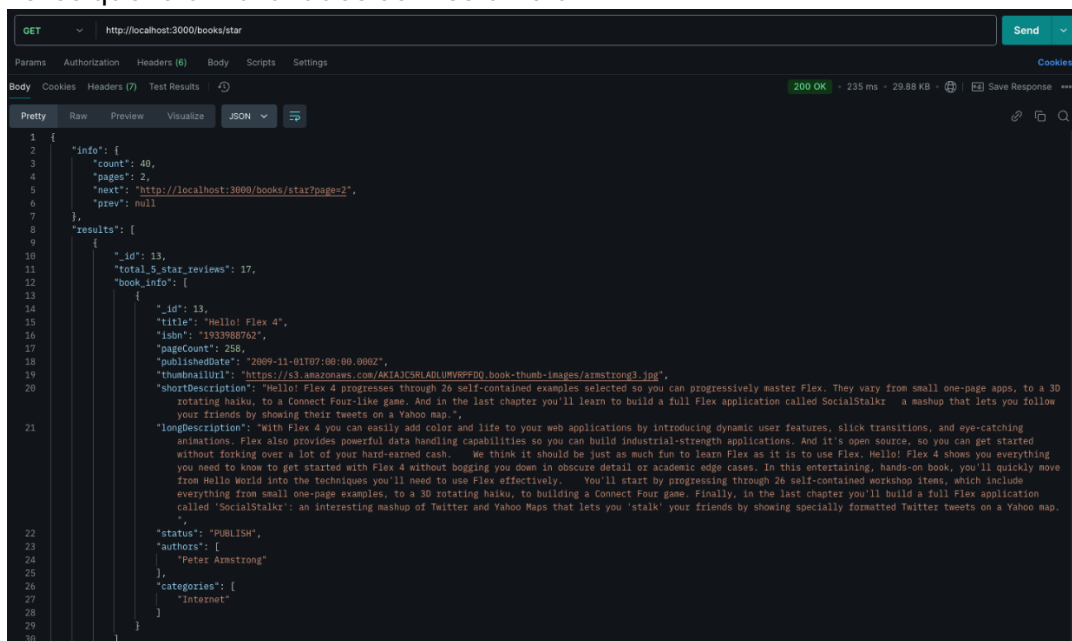 GET http://localhost:3000/books/star Send
Params Authorization Headers (6) Body Scripts Settings Cookies
Body Cookies Headers (7) Test Results 200 OK 235 ms 29.88 KB Save Response
Pretty Raw Preview Visualize JSON
1 {
2 "info": {
3 "count": 40,
4 "pages": 2,
5 "next": "http://localhost:3000/books/star?page=2",
6 "prev": null
7 },
8 "results": [
9 {
10 "_id": 13,
11 "total_5_star_reviews": 17,
12 "book_info": [
13 {
14 "_id": 13,
15 "title": "Hello! Flex 4",
16 "isbn": "1933988762",
17 "pageCount": 258,
18 "publishedDate": "2009-11-01T07:00:00.000Z",
19 "thumbnailUrl": "https://s3.amazonaws.com/AKIAJC5RLADLUMVRPFDQ.book-thumb-images/armstrong3.jpg",
20 "shortDescription": "Hello! Flex 4 progresses through 26 self-contained examples selected so you can progressively master Flex. They vary from small one-page apps, to a 3D
rotating haiku, to a Connect Four-like game. And in the last chapter you'll learn to build a full Flex application called SocialStalkr a mashup that lets you follow
your friends by showing their tweets on a Yahoo map.",
21 "longDescription": "With Flex 4 you can easily add color and life to your web applications by introducing dynamic user features, slick transitions, and eye-catching
animations. Flex also provides powerful data handling capabilities so you can build industrial-strength applications. And it's open source, so you can get started
without forking over a lot of your hard-earned cash. We think it should be just as much fun to learn Flex as it is to use Flex. Hello! Flex 4 shows you everything
you need to know to get started with Flex 4 without bogging you down in obscure detail or academic edge cases. In this entertaining, hands-on book, you'll quickly move
from Hello World into the techniques you'll need to use Flex effectively. You'll start by progressing through 26 self-contained workshop items, which include
everything from small one-page examples, to a 3D rotating haiku, to building a Connect Four game. Finally, in the last chapter you'll build a full Flex application
called 'SocialStalkr': an interesting mashup of Twitter and Yahoo Maps that lets you 'stalk' your friends by showing specially formatted Twitter tweets on a Yahoo map.
",
22 "status": "PUBLISH",
23 "authors": [
24 "Peter Armstrong"
25 ],
26 "categories": [
27 "Internet"
28 ]
29 }
30 ]